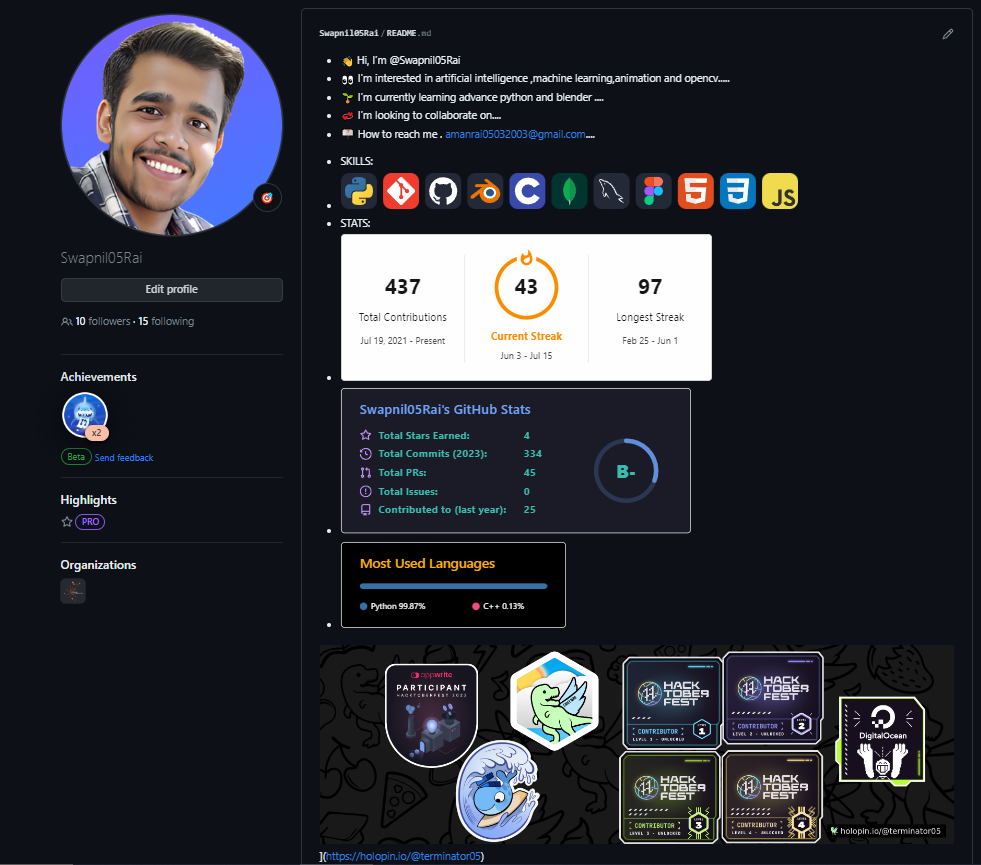 Swapnil05Rai
Edit profile
10 followers · 15 following
Achievements
x2
Beta Send feedback
Highlights
PRO
Organizations
Swapnil05Rai / README.md
👋 Hi, I'm @Swapnil05Rai
👀 I'm interested in artificial intelligence ,machine learning,animation and opencv.....
🌱 I'm currently learning advance python and blender ....
💞 I'm looking to collaborate on....
📖 How to reach me . amanrai05032003@gmail.com....
SKILLS:
C
JS
STATS:
437
Total Contributions
Jul 19, 2021 - Present
43
Current Streak
Jun 3 - Jul 15
97
Longest Streak
Feb 25 - Jun 1
Swapnil05Rai's GitHub Stats
Total Stars Earned: 4
Total Commits (2023): 334
Total PRs: 45
Total Issues: 0
Contributed to (last year): 25
B-
Most Used Languages
Python 99.87%
C++ 0.13%
appwrite
PARTICIPANT
HACKTOBERFEST 2023
HACK
TOBER
FEST
CONTRIBUTOR
LEVEL 1 - UNLOCKED
1
HACK
TOBER
FEST
CONTRIBUTOR
LEVEL 2 - UNLOCKED
2
HACK
TOBER
FEST
CONTRIBUTOR
LEVEL 3 - UNLOCKED
3
HACK
TOBER
FEST
CONTRIBUTOR
LEVEL 4 - UNLOCKED
4
DigitalOcean
holopin.io/@terminator05
](https://holopin.io/@terminator05)